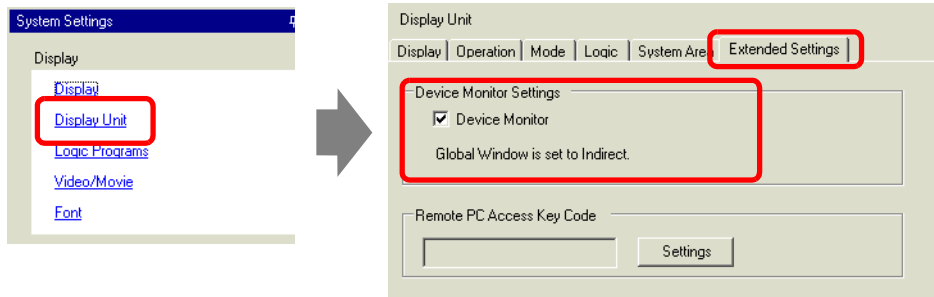 System Settings
Display
Display
Display Unit
Logic Programs
Video/Movie
Font
Display Unit
Display
Operation
Mode
Logic
System Area
Extended Settings
Device Monitor Settings
Device Monitor
Global Window is set to Indirect.
Remote PC Access Key Code
Settings